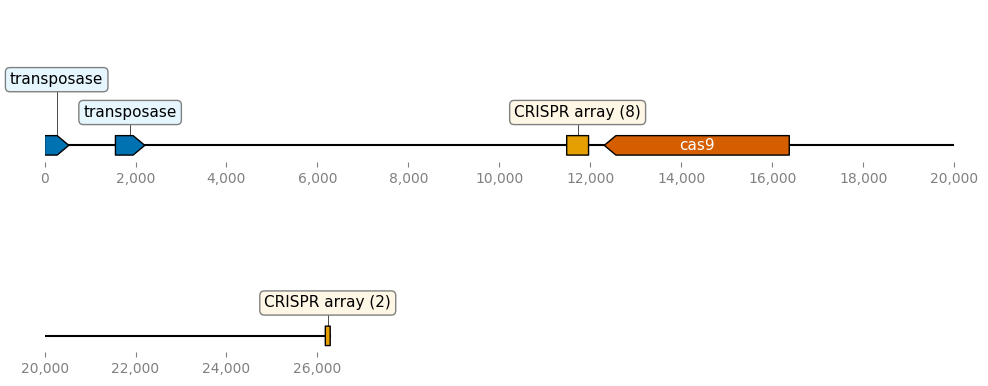 transposase
transposase
CRISPR array (8)
cas9
0 2,000 4,000 6,000 8,000 10,000 12,000 14,000 16,000 18,000 20,000
CRISPR array (2)
20,000 22,000 24,000 26,000